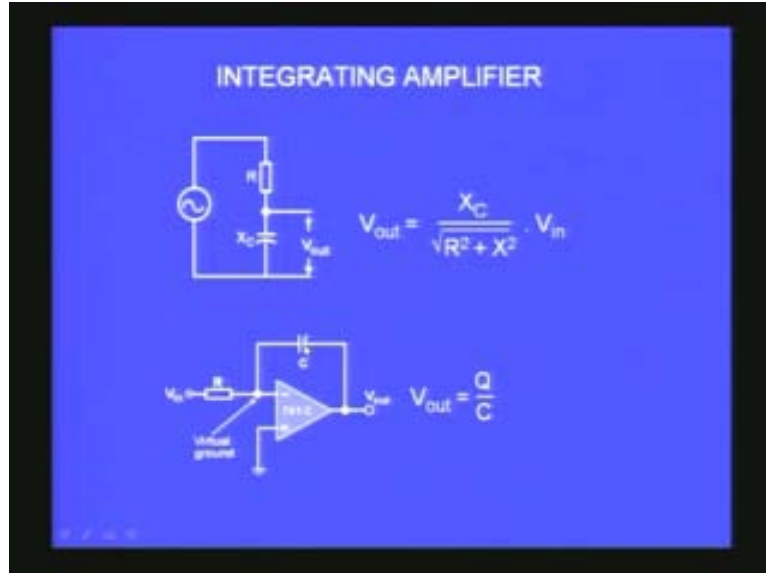 INTEGRATING AMPLIFIER
R
X_C
V_out
V_out = X_C / √(R² + X²) · V_in
C
V_in
R
V_out
V_out = Q / C
Virtual
ground